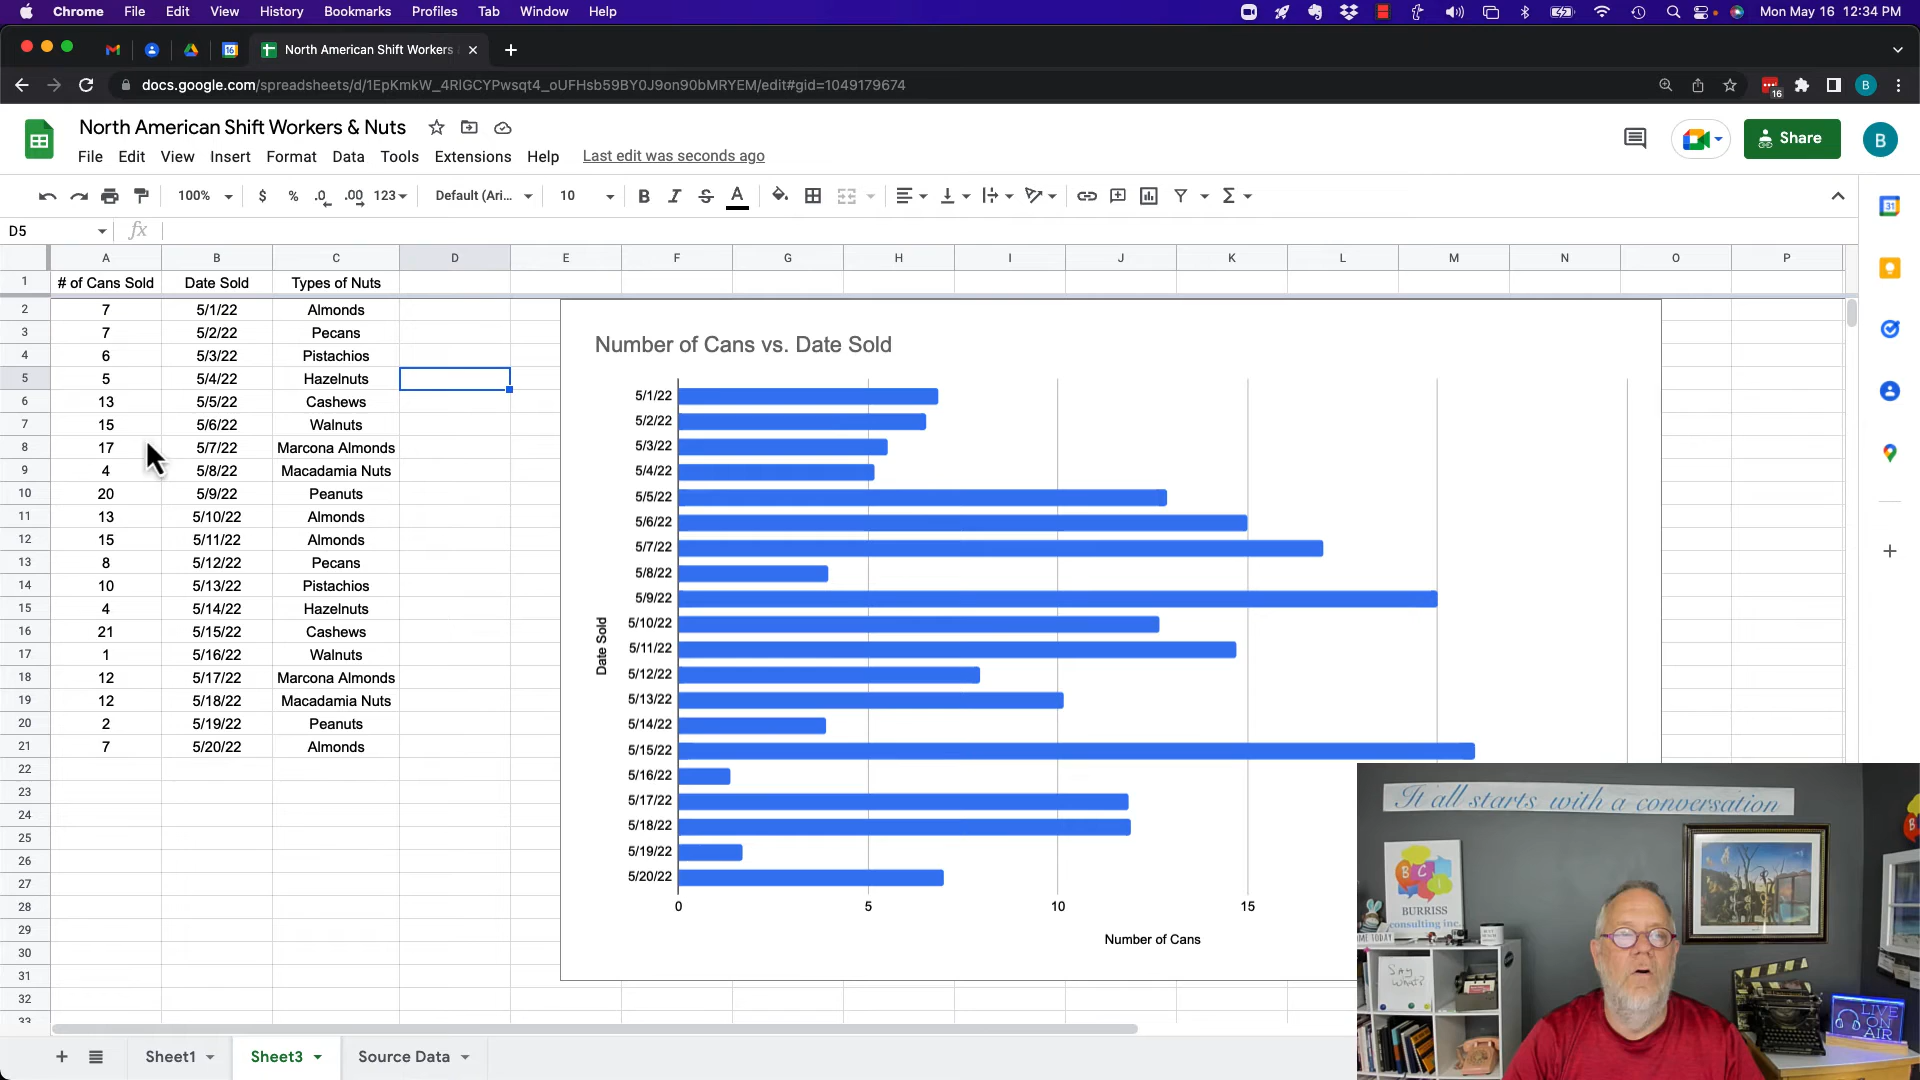 Chrome File Edit View History Bookmarks Profiles Tab Window Help Mon May 16 12:34 PM
North American Shift Workers
docs.google.com/spreadsheets/d/1EpKmkW_4RIGCYPwsqt4_oUFHsb59BY0J9on90bMRYEM/edit#gid=1049179674
North American Shift Workers & Nuts
Share
File Edit View Insert Format Data Tools Extensions Help Last edit was seconds ago
100% $ % .0 .00 123 Default (Ari... 10 B I S A
D5 fx
A B C D E F G H I J K L M N O P
1 # of Cans Sold Date Sold Types of Nuts
2 7 5/1/22 Almonds
3 7 5/2/22 Pecans
4 6 5/3/22 Pistachios
5 5 5/4/22 Hazelnuts
6 13 5/5/22 Cashews
7 15 5/6/22 Walnuts
8 17 5/7/22 Marcona Almonds
9 4 5/8/22 Macadamia Nuts
10 20 5/9/22 Peanuts
11 13 5/10/22 Almonds
12 15 5/11/22 Almonds
13 8 5/12/22 Pecans
14 10 5/13/22 Pistachios
15 4 5/14/22 Hazelnuts
16 21 5/15/22 Cashews
17 1 5/16/22 Walnuts
18 12 5/17/22 Marcona Almonds
19 12 5/18/22 Macadamia Nuts
20 2 5/19/22 Peanuts
21 7 5/20/22 Almonds
22
23
24
25
26
27
28
29
30
31
32
33
Number of Cans vs. Date Sold
Date Sold
5/1/22
5/2/22
5/3/22
5/4/22
5/5/22
5/6/22
5/7/22
5/8/22
5/9/22
5/10/22
5/11/22
5/12/22
5/13/22
5/14/22
5/15/22
5/16/22
5/17/22
5/18/22
5/19/22
5/20/22
0 5 10 15
Number of Cans
It all starts with a conversation
B C I
BURRISS
consulting inc.
SAY
WHAT?
LIVE
ON
AIR
Sheet1 Sheet3 Source Data